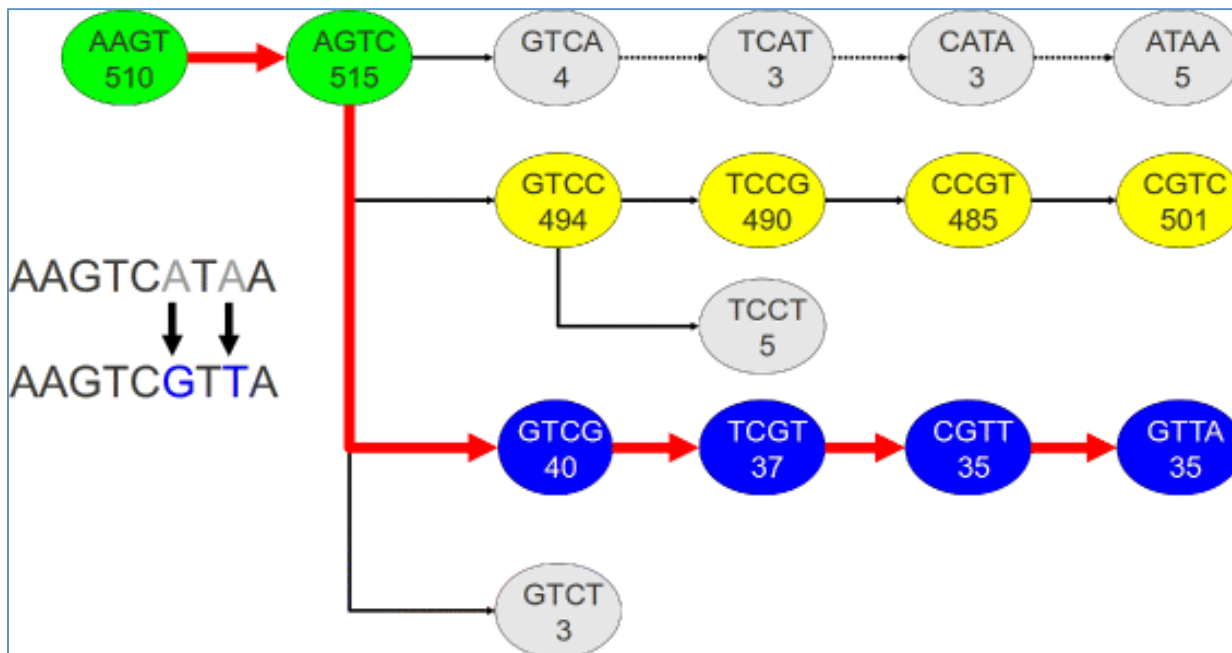 AAGT
510
AGTC
515
GTCA
4
TCAT
3
CATA
3
ATAA
5
GTCC
494
TCCG
490
CCGT
485
CGTC
501
AAGTCATAA
TCCT
5
AAGTCGTTA
GTCG
40
TCGT
37
CGTT
35
GTTA
35
GTCT
3